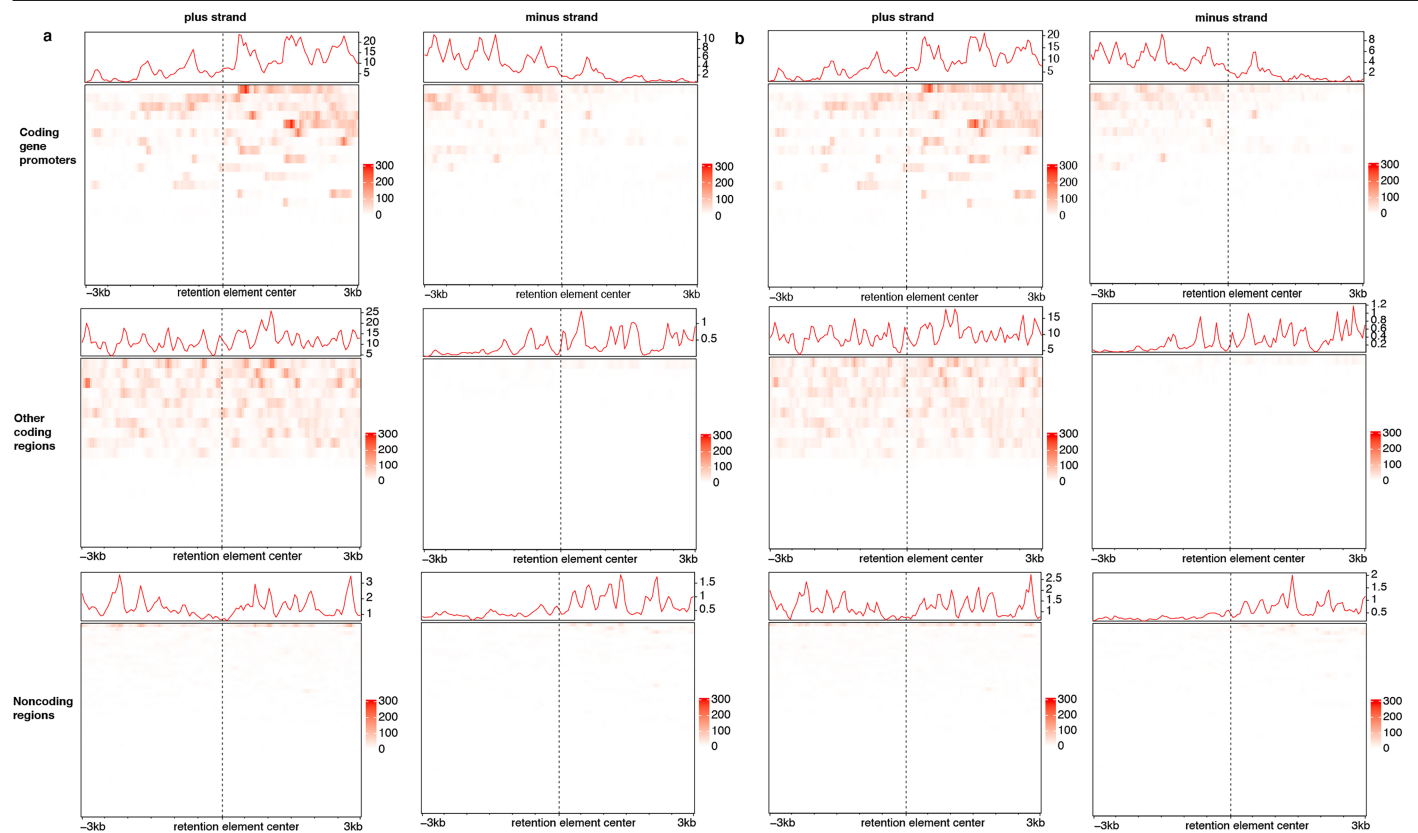 plus strand
minus strand
plus strand
minus strand
a
b
Coding
gene
promoters
20
15
10
5
300
200
100
0
−3kb
retention element center
3kb
10
8
6
4
2
300
200
100
0
−3kb
retention element center
3kb
20
15
10
5
300
200
100
0
−3kb
retention element center
3kb
8
6
4
2
300
200
100
0
−3kb
retention element center
3kb
Other
coding
regions
25
20
15
10
5
300
200
100
0
−3kb
retention element center
3kb
1
0.5
300
200
100
0
−3kb
retention element center
3kb
15
10
5
300
200
100
0
−3kb
retention element center
3kb
1.2
1
0.8
0.6
0.4
0.2
300
200
100
0
−3kb
retention element center
3kb
Noncoding
regions
3
2
1
300
200
100
0
−3kb
retention element center
3kb
1.5
1
0.5
300
200
100
0
−3kb
retention element center
3kb
2.5
2
1.5
1
300
200
100
0
−3kb
retention element center
3kb
2
1.5
1
0.5
300
200
100
0
−3kb
retention element center
3kb